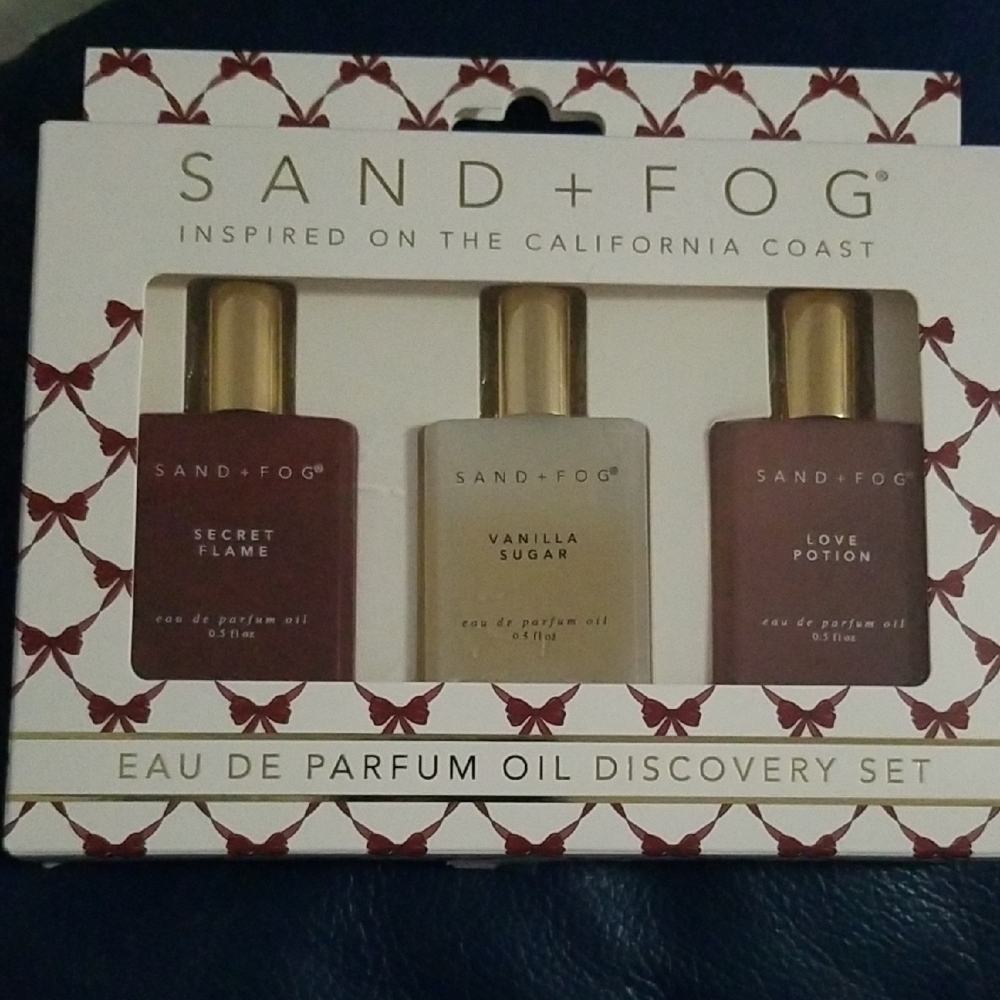 SAND + FOG®
INSPIRED ON THE CALIFORNIA COAST
SAND + FOG®
SECRET
FLAME
eau de parfum oil
0.5 fl oz
SAND + FOG®
VANILLA
SUGAR
eau de parfum oil
0.5 fl oz
SAND + FOG®
LOVE
POTION
eau de parfum oil
0.5 fl oz
EAU DE PARFUM OIL DISCOVERY SET